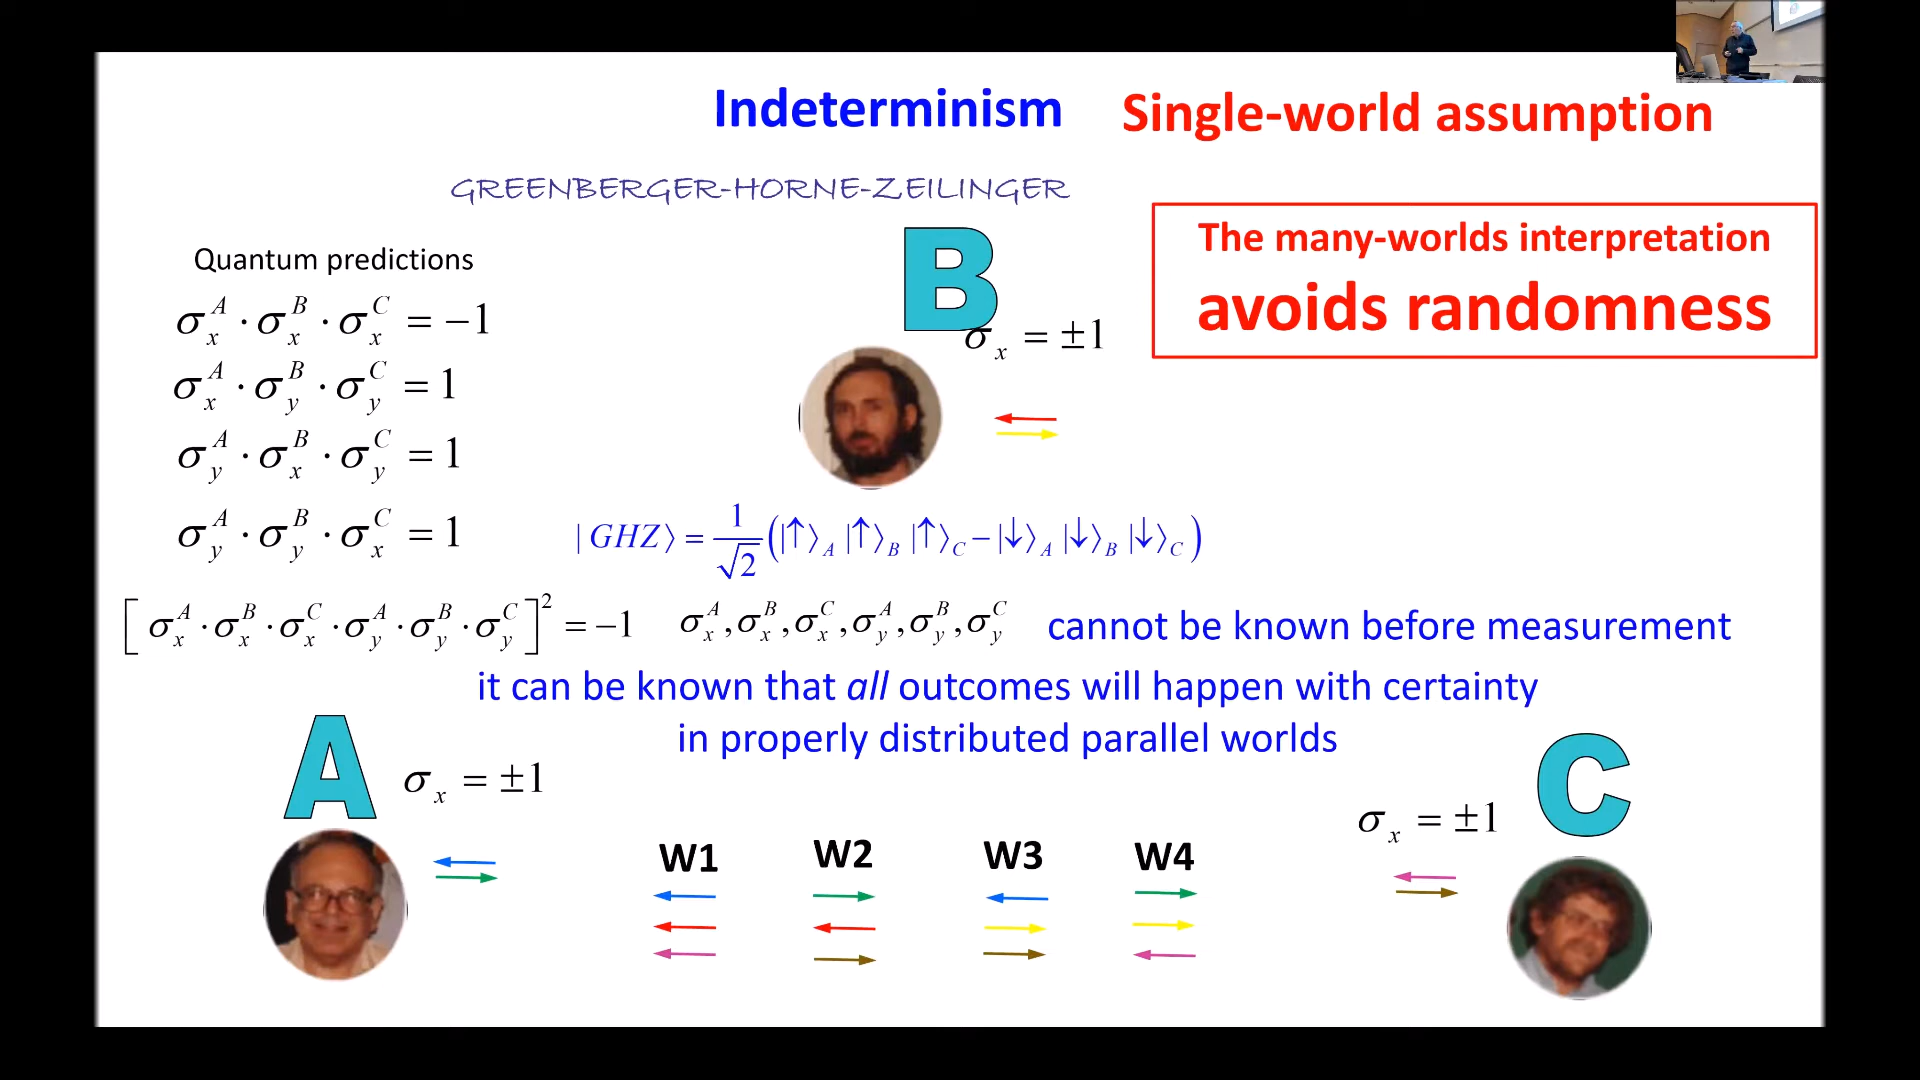 Indeterminism Single-world assumption
GREENBERGER-HORNE-ZEILINGER
The many-worlds interpretation
avoids randomness
Quantum predictions
σ_x^A · σ_x^B · σ_x^C = −1
σ_x^A · σ_y^B · σ_y^C = 1
σ_y^A · σ_x^B · σ_y^C = 1
σ_y^A · σ_y^B · σ_x^C = 1
B
σ_x = ±1
|GHZ⟩ = 1/√2 (|↑⟩_A |↑⟩_B |↑⟩_C − |↓⟩_A |↓⟩_B |↓⟩_C)
[σ_x^A · σ_x^B · σ_x^C · σ_y^A · σ_y^B · σ_y^C]^2 = −1
σ_x^A, σ_x^B, σ_x^C, σ_y^A, σ_y^B, σ_y^C cannot be known before measurement
it can be known that all outcomes will happen with certainty
in properly distributed parallel worlds
A
σ_x = ±1
C
σ_x = ±1
W1 W2 W3 W4